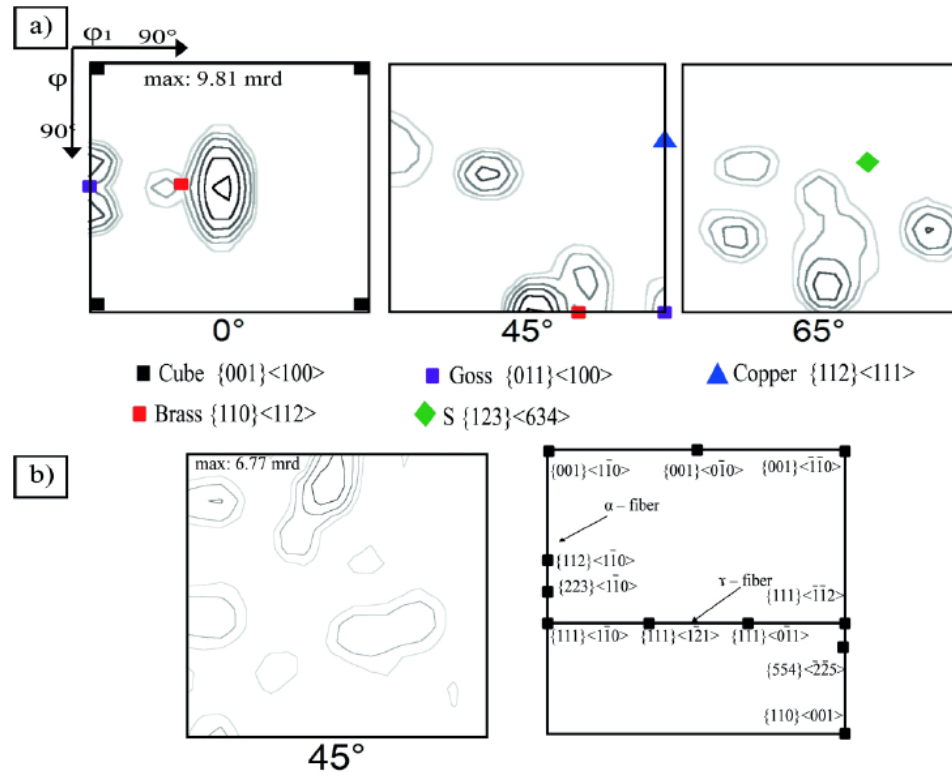 a)
φ₁ 90°
φ
90°
max: 9.81 mrd
0° 45° 65°
Cube {001}<100> Goss {011}<100> Copper {112}<111>
Brass {110}<112> S {123}<634>
b)
max: 6.77 mrd
45°
{001}<11̄0> {001}<01̄0> {001}<1̄1̄0>
α – fiber
{112}<11̄0>
{223}<11̄0>
ɤ – fiber
{111}<1̄1̄2>
{111}<11̄0> {111}<12̄1> {111}<01̄1>
{554}<2̄2̄5>
{110}<001>